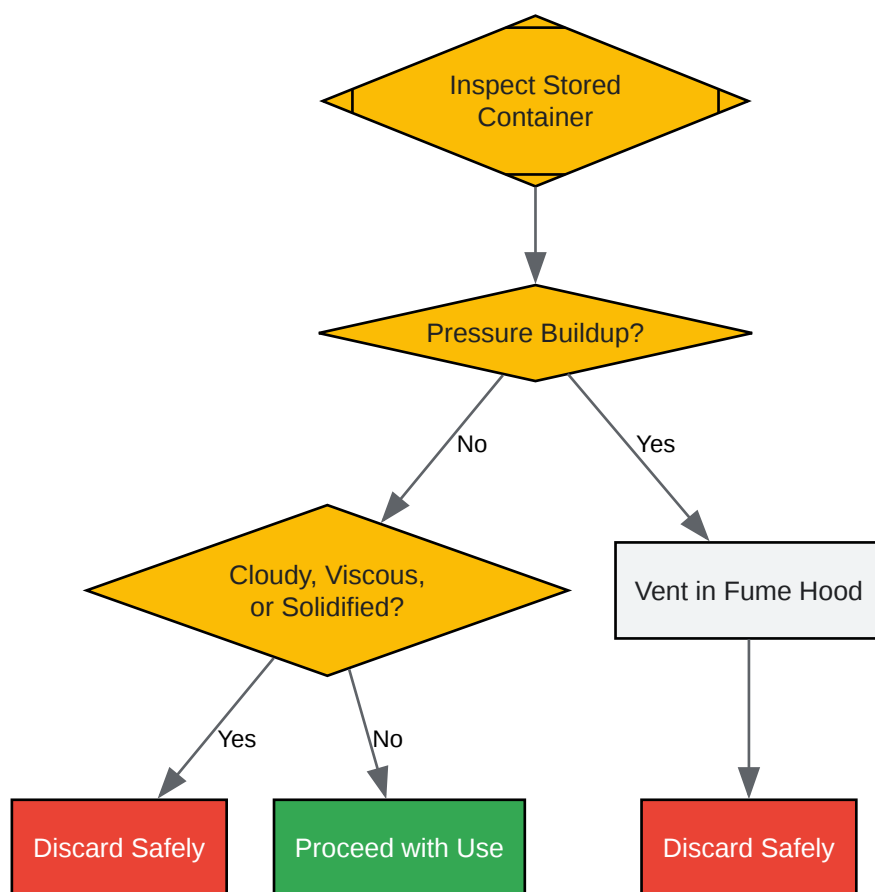 Inspect Stored
Container
Pressure Buildup?
No
Yes
Cloudy, Viscous,
or Solidified?
Vent in Fume Hood
Yes
No
Discard Safely
Proceed with Use
Discard Safely